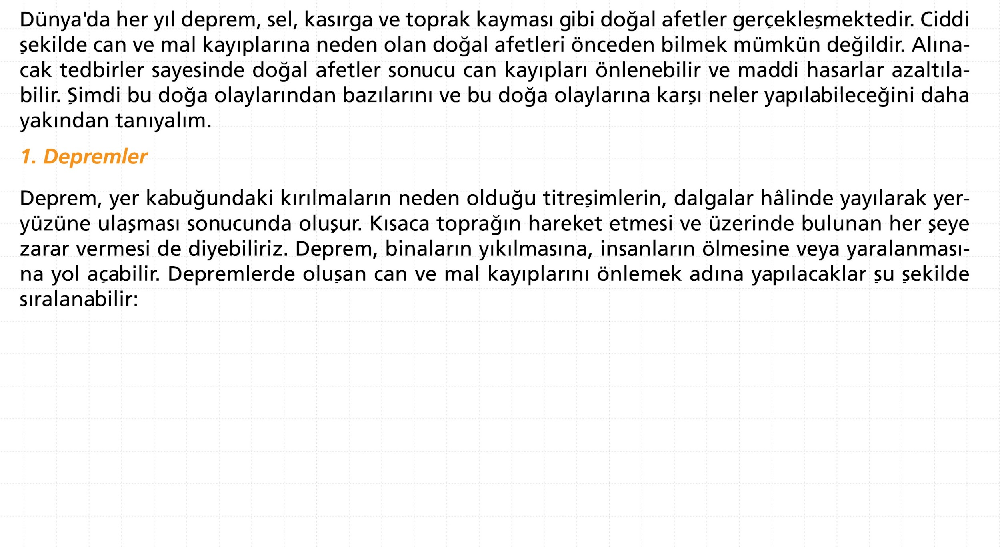 Dünya'da her yıl deprem, sel, kasırga ve toprak kayması gibi doğal afetler gerçekleşmektedir. Ciddi
şekilde can ve mal kayıplarına neden olan doğal afetleri önceden bilmek mümkün değildir. Alına-
cak tedbirler sayesinde doğal afetler sonucu can kayıpları önlenebilir ve maddi hasarlar azaltıla-
bilir. Şimdi bu doğa olaylarından bazılarını ve bu doğa olaylarına karşı neler yapılabileceğini daha
yakından tanıyalım.
1. Depremler
Deprem, yer kabuğundaki kırılmaların neden olduğu titreşimlerin, dalgalar hâlinde yayılarak yer-
yüzüne ulaşması sonucunda oluşur. Kısaca toprağın hareket etmesi ve üzerinde bulunan her şeye
zarar vermesi de diyebiliriz. Deprem, binaların yıkılmasına, insanların ölmesine veya yaralanması-
na yol açabilir. Depremlerde oluşan can ve mal kayıplarını önlemek adına yapılacaklar şu şekilde
sıralanabilir: